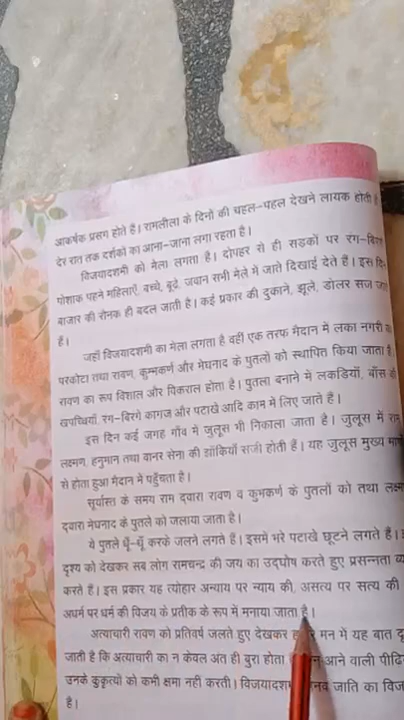 आकर्षक प्रसंग होते हैं। रामलीला के दिनों की चहल-पहल देखने लायक होती
देर रात तक दर्शकों का आना-जाना लगा रहता है।
विजयादशमी को मेला लगता है। दोपहर से ही सड़कों पर रंग-बिरंगी
पोशाक पहने महिलाएँ, बच्चे, बूढ़े, जवान सभी मेले में जाते दिखाई देते हैं। इस दिन
बाजार की रौनक ही बदल जाती है। कई प्रकार की दुकाने, झूले, डोलर सज जाते
हैं।
जहाँ विजयादशमी का मेला लगता है वहीं एक तरफ मैदान में लंका नगरी का
परकोटा तथा रावण, कुम्भकर्ण और मेघनाद के पुतलों को स्थापित किया जाता है
रावण का रूप विशाल और विकराल होता है। पुतला बनाने में लकड़ियाँ, बाँस की
खपच्चियाँ, रंग-बिरंगे कागज और पटाखे आदि काम में लिए जाते हैं।
इस दिन कई जगह गाँव में जुलूस भी निकाला जाता है। जुलूस में राम
लक्ष्मण, हनुमान तथा वानर सेना की झाँकियाँ सजी होती हैं। यह जुलूस मुख्य
से होता हुआ मैदान में पहुँचता है।
सूर्यास्त के समय राम द्वारा रावण व कुंभकर्ण के पुतलों को तथा
द्वारा मेघनाद के पुतले को जलाया जाता है।
ये पुतले धूँ-धूँ करके जलने लगते हैं। इसमें भरे पटाखे छूटने लगते हैं।
दृश्य को देखकर सब लोग रामचन्द्र की जय का उद्घोष करते हुए प्रसन्नता
करते हैं। इस प्रकार यह त्योहार अन्याय पर न्याय की, असत्य पर सत्य की
अधर्म पर धर्म की विजय के प्रतीक के रूप में मनाया जाता है।
अत्याचारी रावण को प्रतिवर्ष जलते हुए देखकर मन में यह बात
जाती है कि अत्याचारी का न केवल अंत ही बुरा होता आने वाली
उनके कुकृत्यों को कभी क्षमा नहीं करती। जाति का
है।